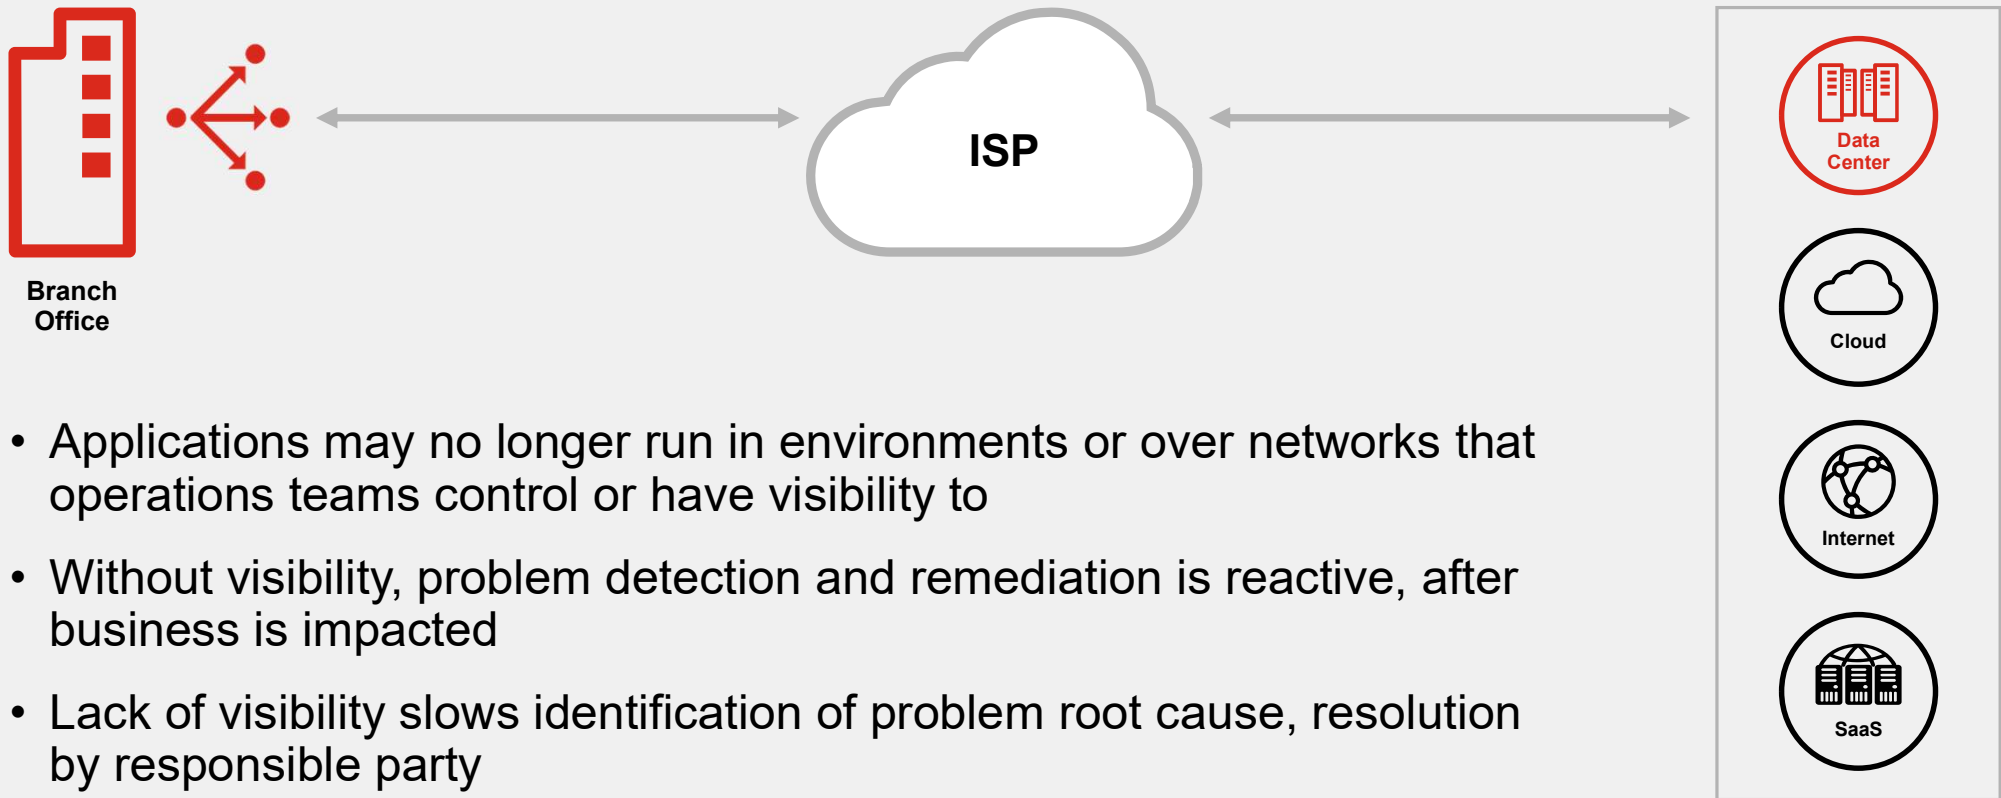 Branch
Office
ISP
Data
Center
Cloud
Internet
SaaS
• Applications may no longer run in environments or over networks that
operations teams control or have visibility to
• Without visibility, problem detection and remediation is reactive, after
business is impacted
• Lack of visibility slows identification of problem root cause, resolution
by responsible party